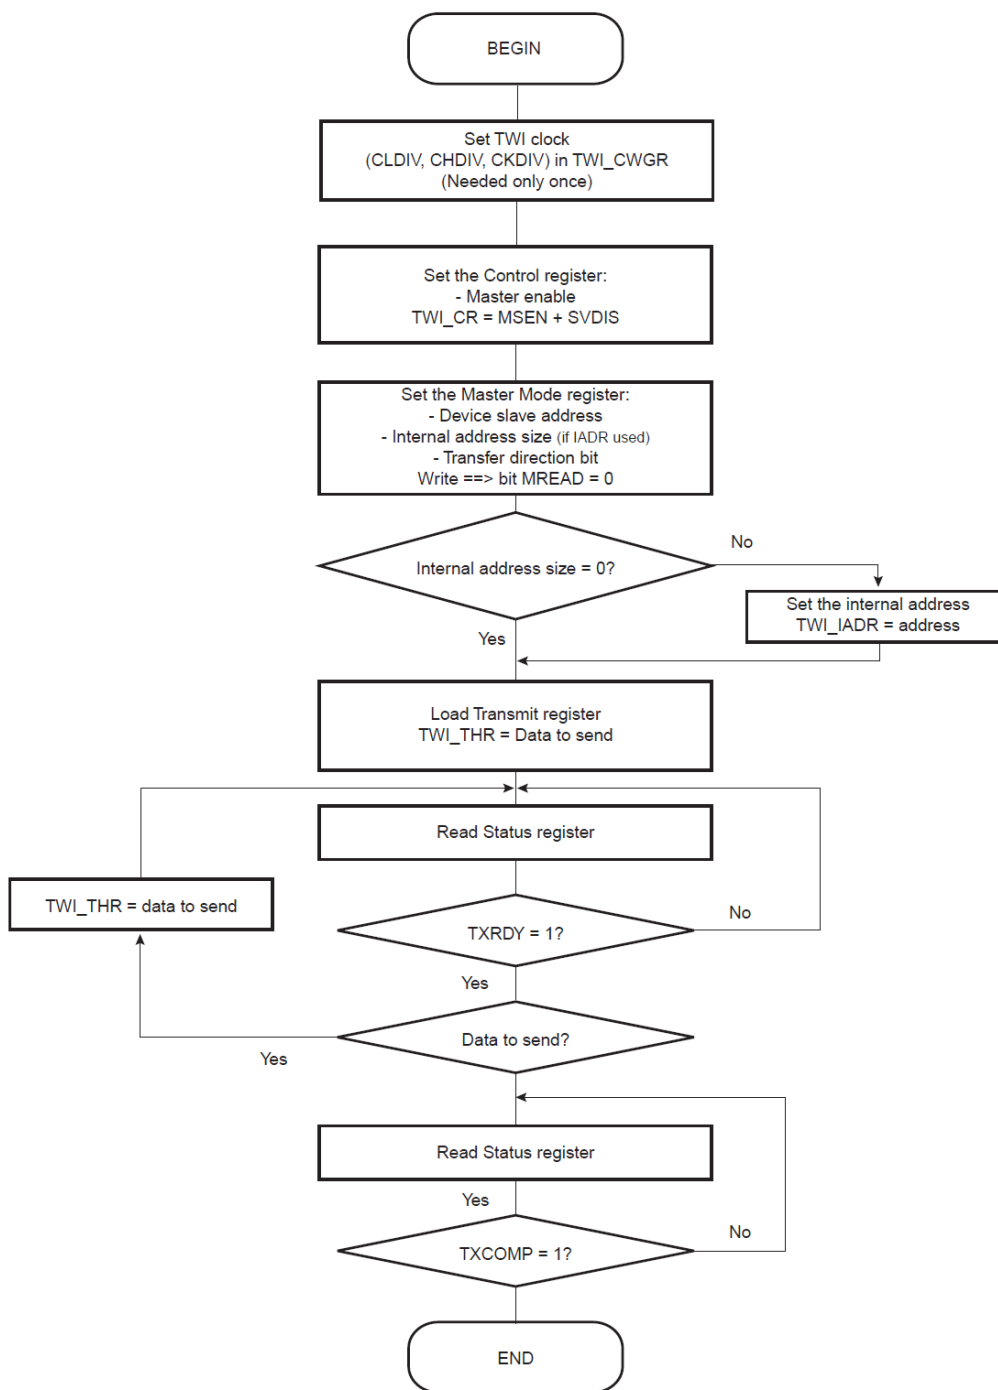 BEGIN
Set TWI clock
(CLDIV, CHDIV, CKDIV) in TWI_CWGR
(Needed only once)
Set the Control register:
- Master enable
TWI_CR = MSEN + SVDIS
Set the Master Mode register:
- Device slave address
- Internal address size (if IADR used)
- Transfer direction bit
Write ==> bit MREAD = 0
No
Internal address size = 0?
Set the internal address
TWI_IADR = address
Yes
Load Transmit register
TWI_THR = Data to send
Read Status register
TWI_THR = data to send
No
TXRDY = 1?
Yes
Data to send?
Yes
Read Status register
Yes
No
TXCOMP = 1?
END